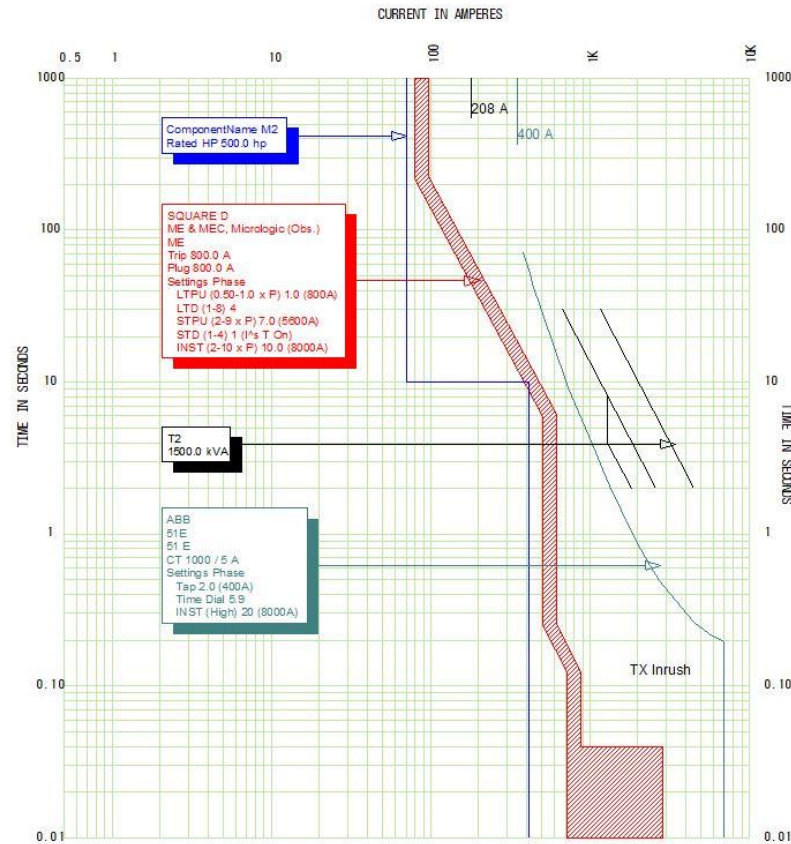 CURRENT IN AMPERES
0.5 1 10 100 1K 10K
1000 1000
208 A
400 A
ComponentName M2
Rated HP 500.0 hp
100 100
SQUARE D
ME & MEC, Micrologic (Obs.)
ME
Trip 800.0 A
Plug 800.0 A
Settings Phase
LTPU (0.50-1.0 x P) 1.0 (800A)
LTD (1-8) 4
STPU (2-9 x P) 7.0 (5600A)
STD (1-4) 1 (I^s T On)
INST (2-10 x P) 10.0 (8000A)
TIME IN SECONDS
TIME IN SECONDS
10 10
T2
1500.0 kVA
1 1
ABB
51E
51 E
CT 1000 / 5 A
Settings Phase
Tap 2.0 (400A)
Time Dial 5.9
INST (High) 20 (8000A)
TX Inrush
0.10 0.10
0.01 0.01